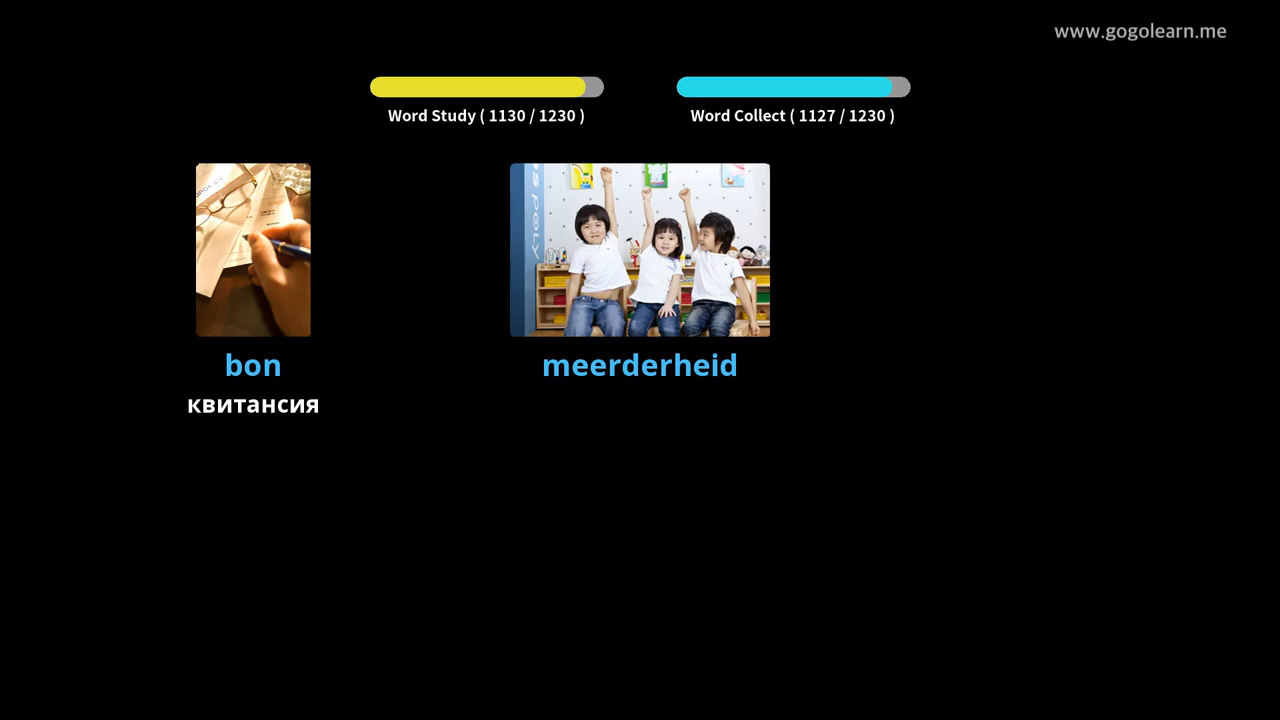 www.gogolearn.me
Word Study ( 1130 / 1230 )
Word Collect ( 1127 / 1230 )
bon
квитансия
meerderheid